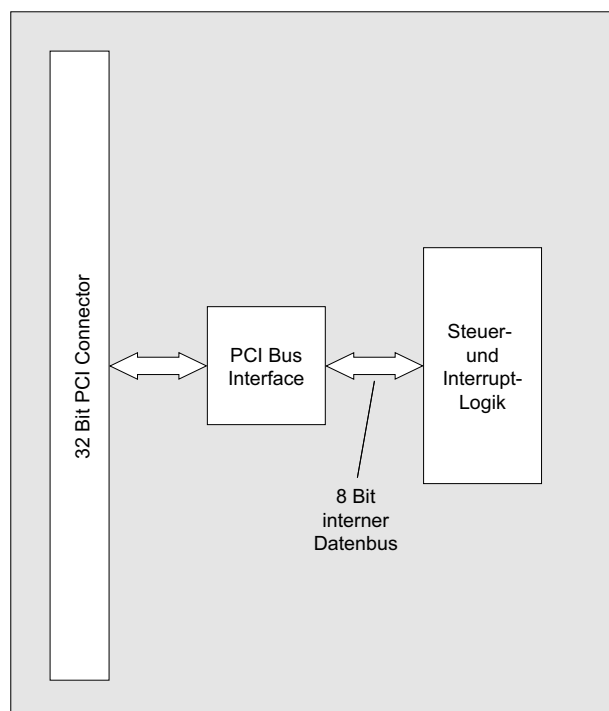 32 Bit PCI Connector
PCI Bus
Interface
Steuer-
und
Interrupt-
Logik
8 Bit
interner
Datenbus